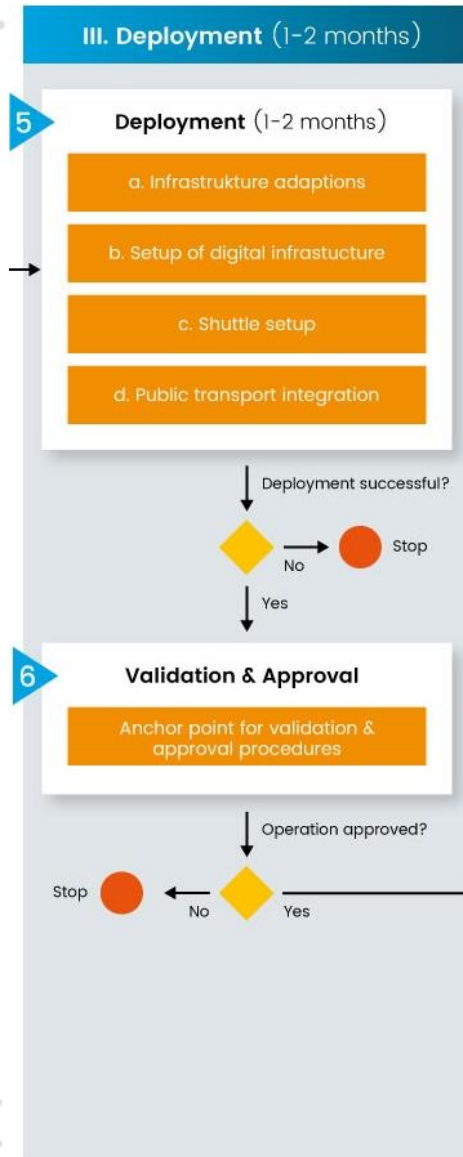 III. Deployment (1-2 months)
5
Deployment (1-2 months)
a. Infrastrukture adaptions
b. Setup of digital infrastucture
c. Shuttle setup
d. Public transport integration
Deployment successful?
No
Stop
Yes
6
Validation & Approval
Anchor point for validation &
approval procedures
Operation approved?
Stop
No
Yes